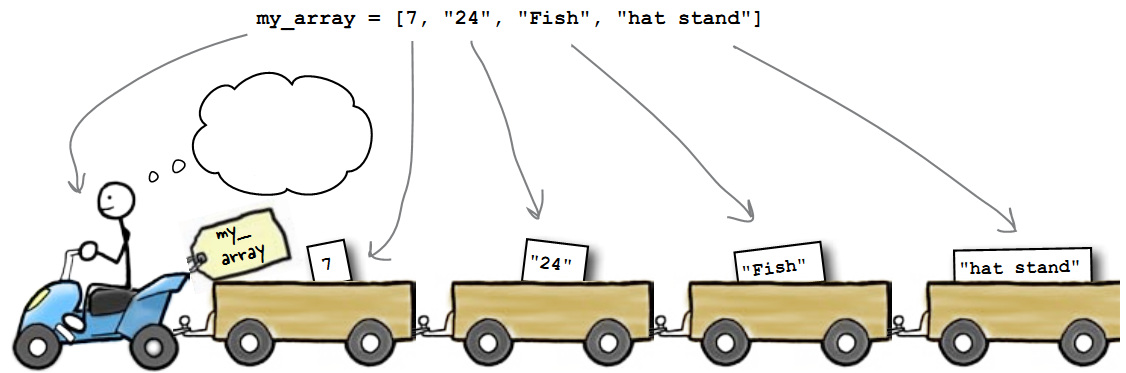 my_array = [7, "24", "Fish", "hat stand"]
my_
array
7
"24"
"Fish"
"hat stand"